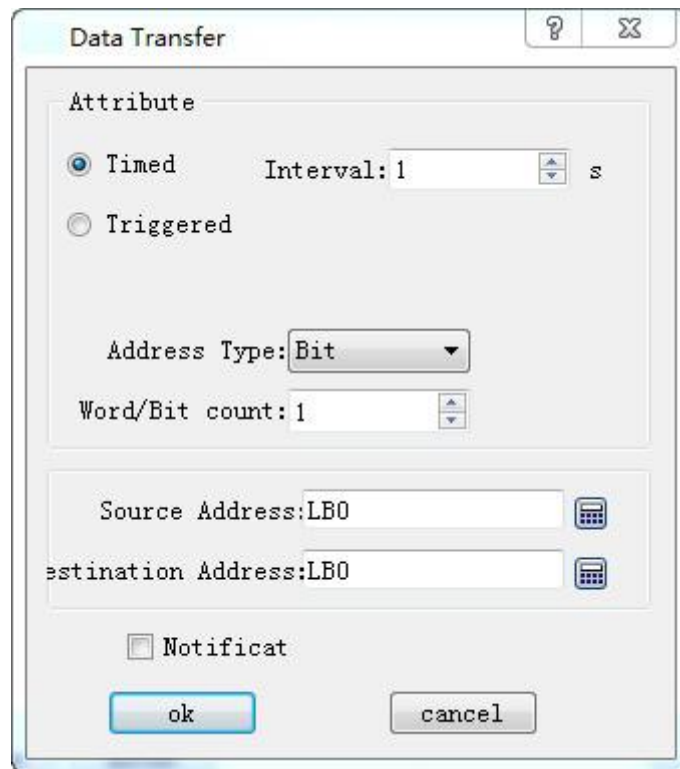 Data Transfer
Attribute
Timed Interval: 1 s
Triggered
Address Type: Bit
Word/Bit count: 1
Source Address: LB0
estination Address: LB0
Notificat
ok cancel